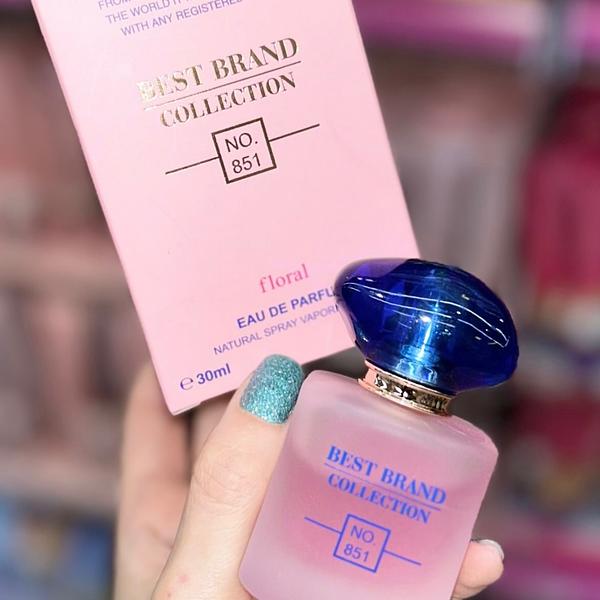 THE WORLD IT
WITH ANY REGISTERED
BEST BRAND
COLLECTION
NO.
851
floral
EAU DE PARFU
NATURAL SPRAY VAPOR
℮ 30ml
BEST BRAND
COLLECTION
NO.
851